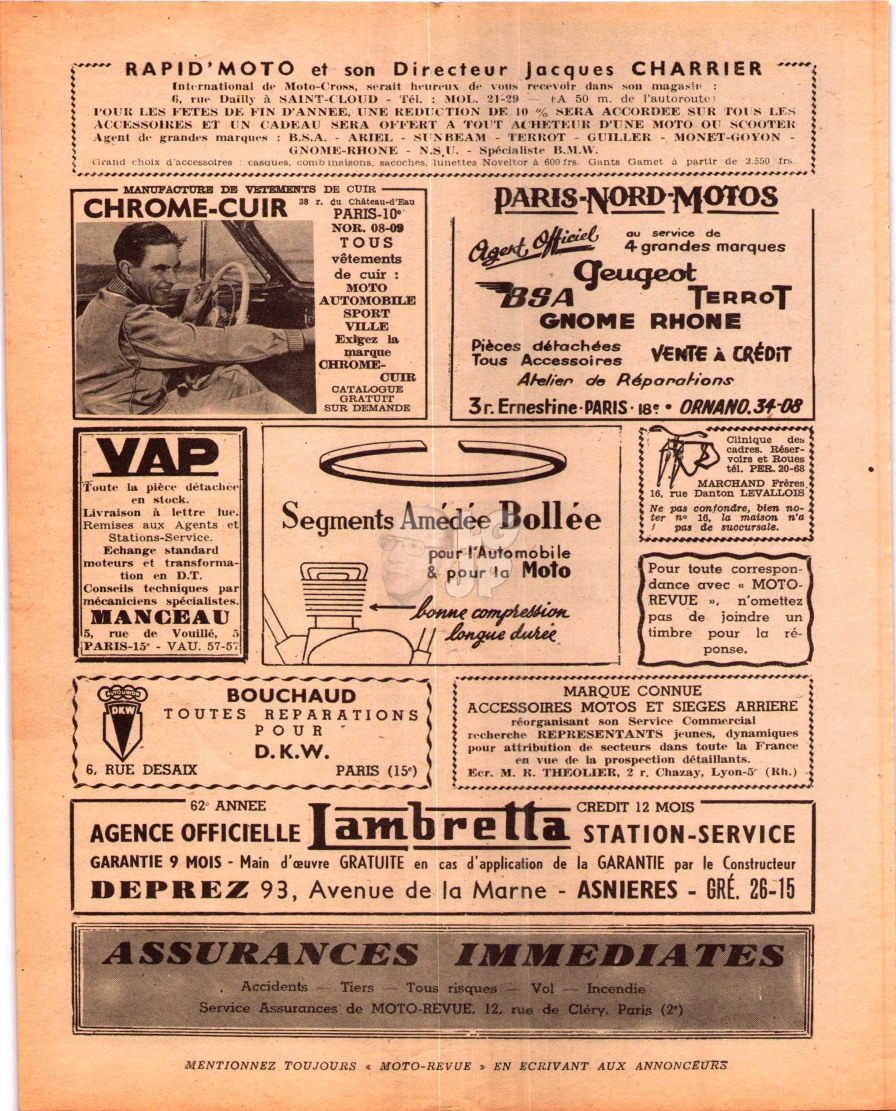 RAPID'MOTO et son Directeur Jacques CHARRIER
International de Moto-Cross, serait heureux de vous recevoir dans son magasin :
6, rue Dailly à SAINT-CLOUD - Tél. : MOL. 21-29 — (A 50 m. de l'autoroute)
POUR LES FETES DE FIN D'ANNEE, UNE REDUCTION DE 10 % SERA ACCORDEE SUR TOUS LES
ACCESSOIRES ET UN CADEAU SERA OFFERT A TOUT ACHETEUR D'UNE MOTO OU SCOOTER
Agent de grandes marques : B.S.A. - ARIEL - SUNBEAM - TERROT - GUILLER - MONET-GOYON -
GNOME-RHONE - N.S.U. - Spécialiste B.M.W.
Grand choix d'accessoires : casques, combinaisons, sacoches, lunettes Noveltor à 600 frs. Gants Gamet à partir de 2.550 frs.
MANUFACTURE DE VETEMENTS DE CUIR
CHROME-CUIR
38 r. du Château-d'Eau
PARIS-10e
NOR. 08-09
TOUS
vêtements
de cuir :
MOTO
AUTOMOBILE
SPORT
VILLE
Exigez la
marque
CHROME-
CUIR
CATALOGUE
GRATUIT
SUR DEMANDE
PARIS-NORD-MOTOS
Agent Officiel
au service de
4 grandes marques
Peugeot
BSA
TERROT
GNOME RHONE
Pièces détachées
Tous Accessoires
VENTE à CRÉDIT
Atelier de Réparations
3 r. Ernestine · PARIS · 18e • ORNANO. 34-08
VAP
Toute la pièce détachée
en stock.
Livraison à lettre lue.
Remises aux Agents et
Stations-Service.
Echange standard
moteurs et transforma-
tion en D.T.
Conseils techniques par
mécaniciens spécialistes.
MANCEAU
5, rue de Vouillé, 5
PARIS-15e - VAU. 57-57
Segments Amédée Bollée
pour l'Automobile
& pour la Moto
bonne compression
longue durée
Clinique des
cadres. Réser-
voirs et Roues
tél. PER. 20-68
MARCHAND Frères
16, rue Danton LEVALLOIS
Ne pas confondre, bien no-
ter n° 16, la maison n'a
! pas de succursale.
Pour toute correspon-
dance avec « MOTO-
REVUE », n'omettez
pas de joindre un
timbre pour la ré-
ponse.
AUTO UNION
DKW
BOUCHAUD
TOUTES REPARATIONS
POUR
D.K.W.
6, RUE DESAIX PARIS (15e)
MARQUE CONNUE
ACCESSOIRES MOTOS ET SIEGES ARRIERE
réorganisant son Service Commercial
recherche REPRESENTANTS jeunes, dynamiques
pour attribution de secteurs dans toute la France
en vue de la prospection détaillants.
Ecr. M. R. THEOLIER, 2 r. Chazay, Lyon-5e (Rh.)
62e ANNEE CREDIT 12 MOIS
AGENCE OFFICIELLE Lambretta STATION-SERVICE
GARANTIE 9 MOIS - Main d'œuvre GRATUITE en cas d'application de la GARANTIE par le Constructeur
DEPREZ 93, Avenue de la Marne - ASNIERES - GRÉ. 26-15
ASSURANCES IMMEDIATES
Accidents — Tiers — Tous risques — Vol — Incendie
Service Assurances de MOTO-REVUE, 12, rue de Cléry, Paris (2e)
MENTIONNEZ TOUJOURS « MOTO-REVUE » EN ECRIVANT AUX ANNONCEURS